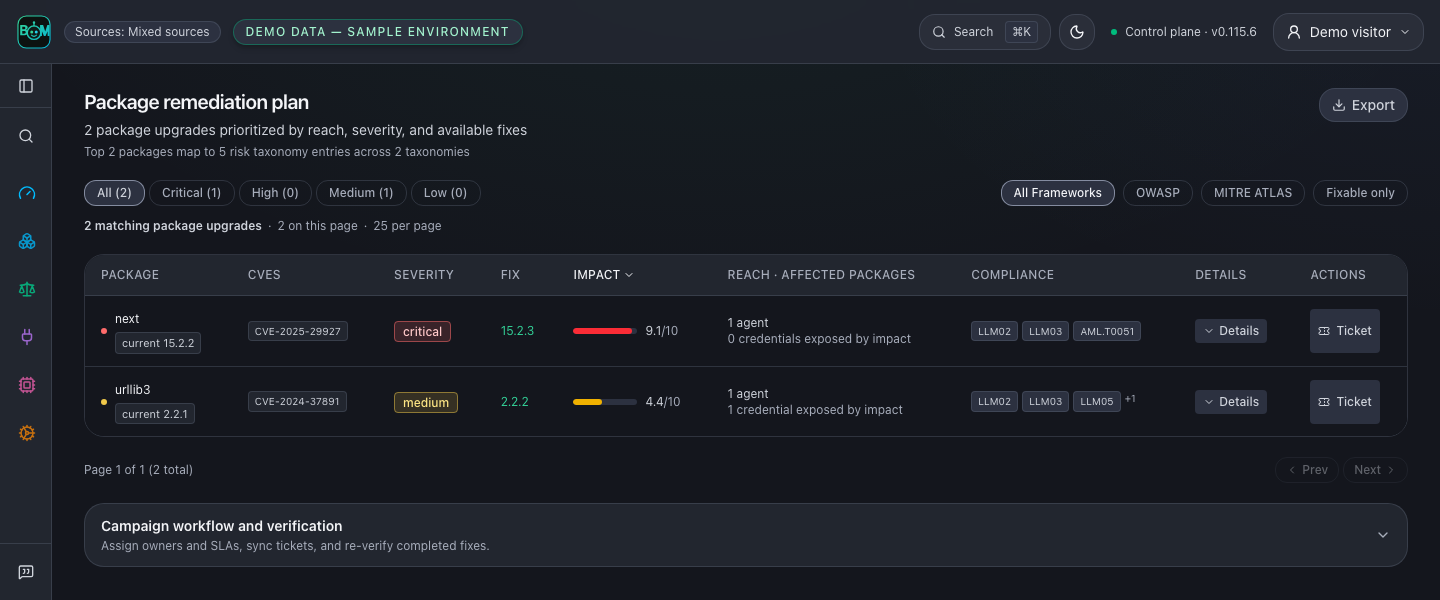 BOM
Sources: Mixed sources
DEMO DATA — SAMPLE ENVIRONMENT
Search ⌘K
Control plane · v0.115.6
Demo visitor
Package remediation plan
Export
2 package upgrades prioritized by reach, severity, and available fixes
Top 2 packages map to 5 risk taxonomy entries across 2 taxonomies
All (2) Critical (1) High (0) Medium (1) Low (0)
All Frameworks OWASP MITRE ATLAS Fixable only
2 matching package upgrades · 2 on this page · 25 per page
PACKAGE CVES SEVERITY FIX IMPACT REACH · AFFECTED PACKAGES COMPLIANCE DETAILS ACTIONS
next
current 15.2.2
CVE-2025-29927
critical
15.2.3
9.1/10
1 agent
0 credentials exposed by impact
LLM02 LLM03 AML.T0051
Details
Ticket
urllib3
current 2.2.1
CVE-2024-37891
medium
2.2.2
4.4/10
1 agent
1 credential exposed by impact
LLM02 LLM03 LLM05 +1
Details
Ticket
Page 1 of 1 (2 total)
Prev Next
Campaign workflow and verification
Assign owners and SLAs, sync tickets, and re-verify completed fixes.